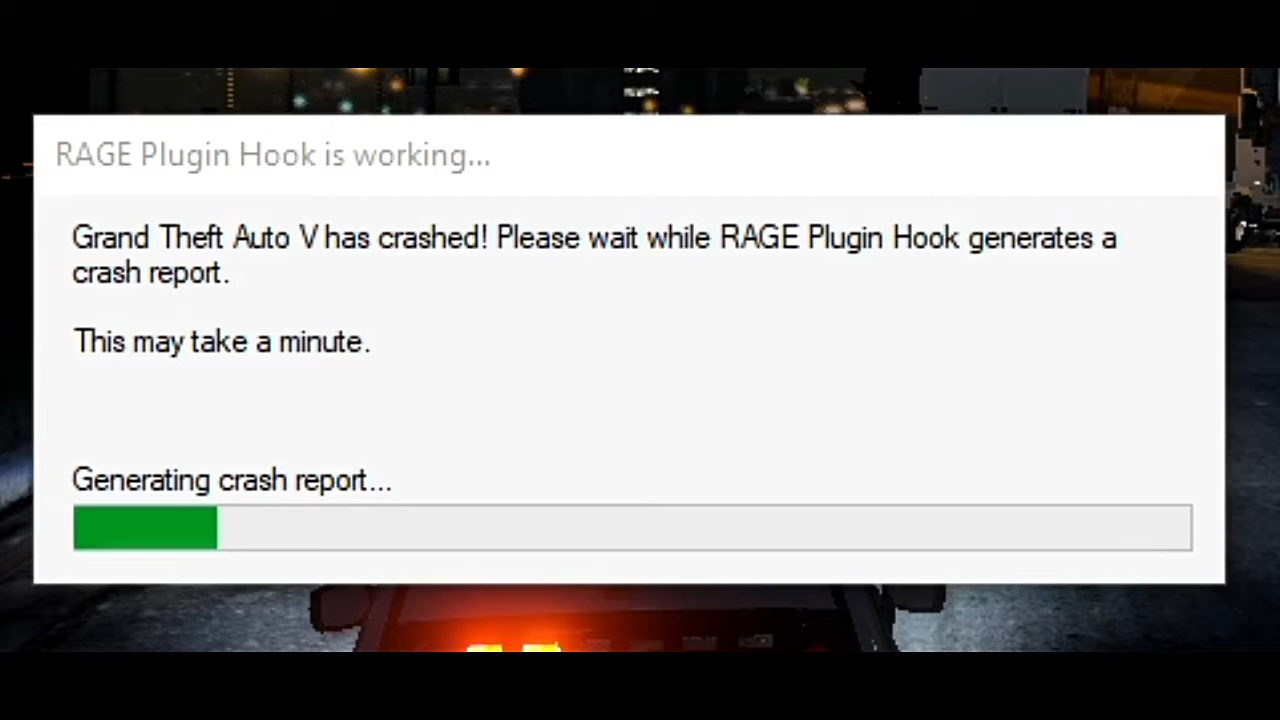 RAGE Plugin Hook is working...
Grand Theft Auto V has crashed! Please wait while RAGE Plugin Hook generates a
crash report.
This may take a minute.
Generating crash report...